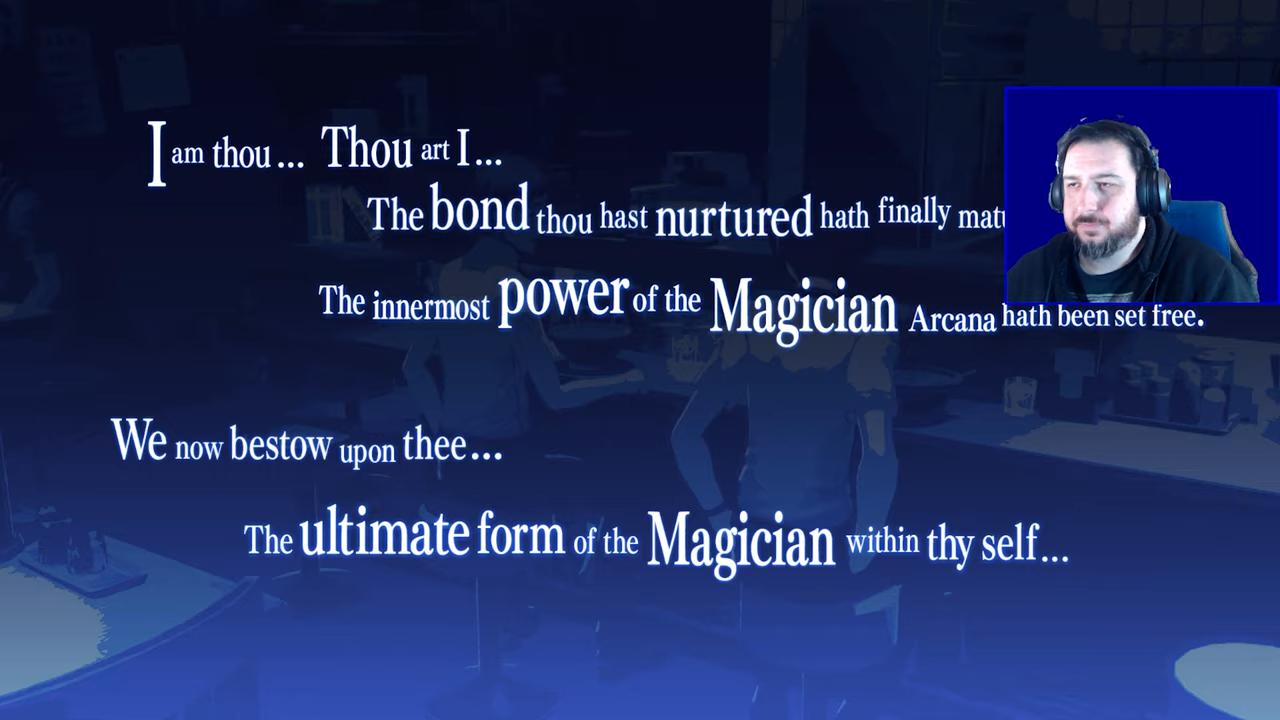 I am thou... Thou art I...
The bond thou hast nurtured hath finally
The innermost power of the Magician Arcana hath been set free.
We now bestow upon thee...
The ultimate form of the Magician within thy self...